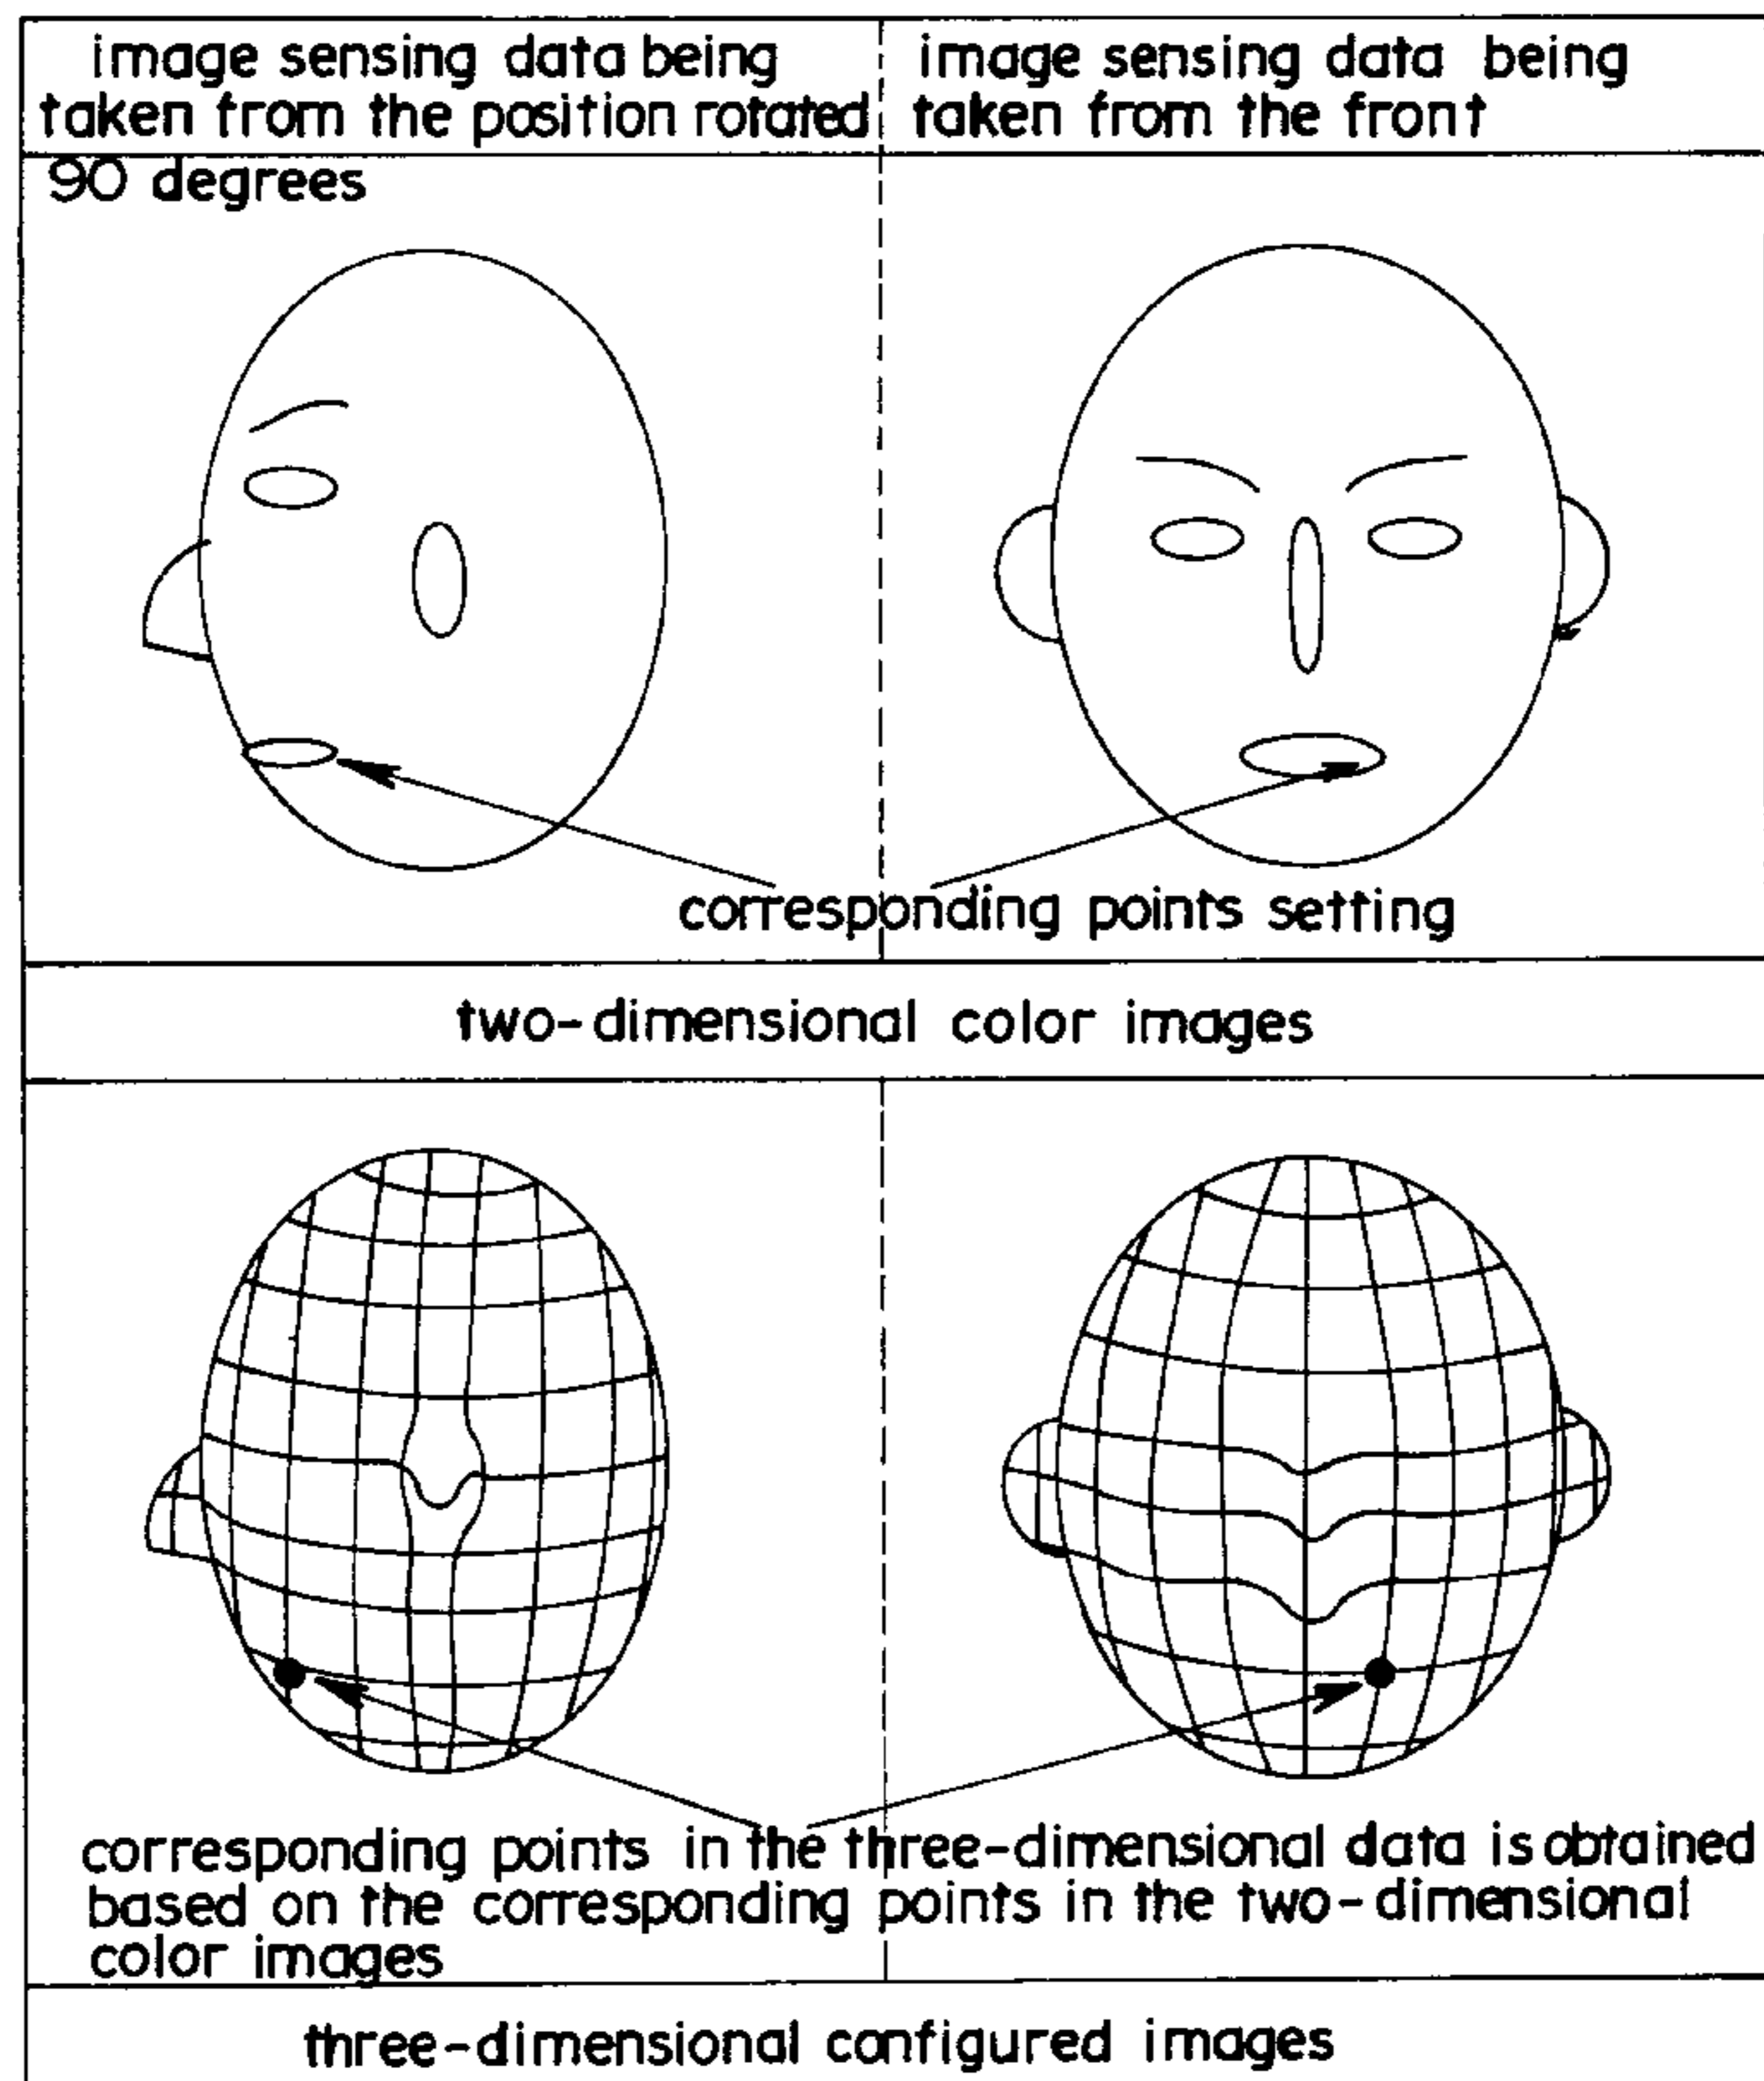 image sensing data being
taken from the position rotated
90 degrees
image sensing data being
taken from the front
corresponding points setting
two-dimensional color images
corresponding points in the three-dimensional data is obtained
based on the corresponding points in the two-dimensional
color images
three-dimensional configured images